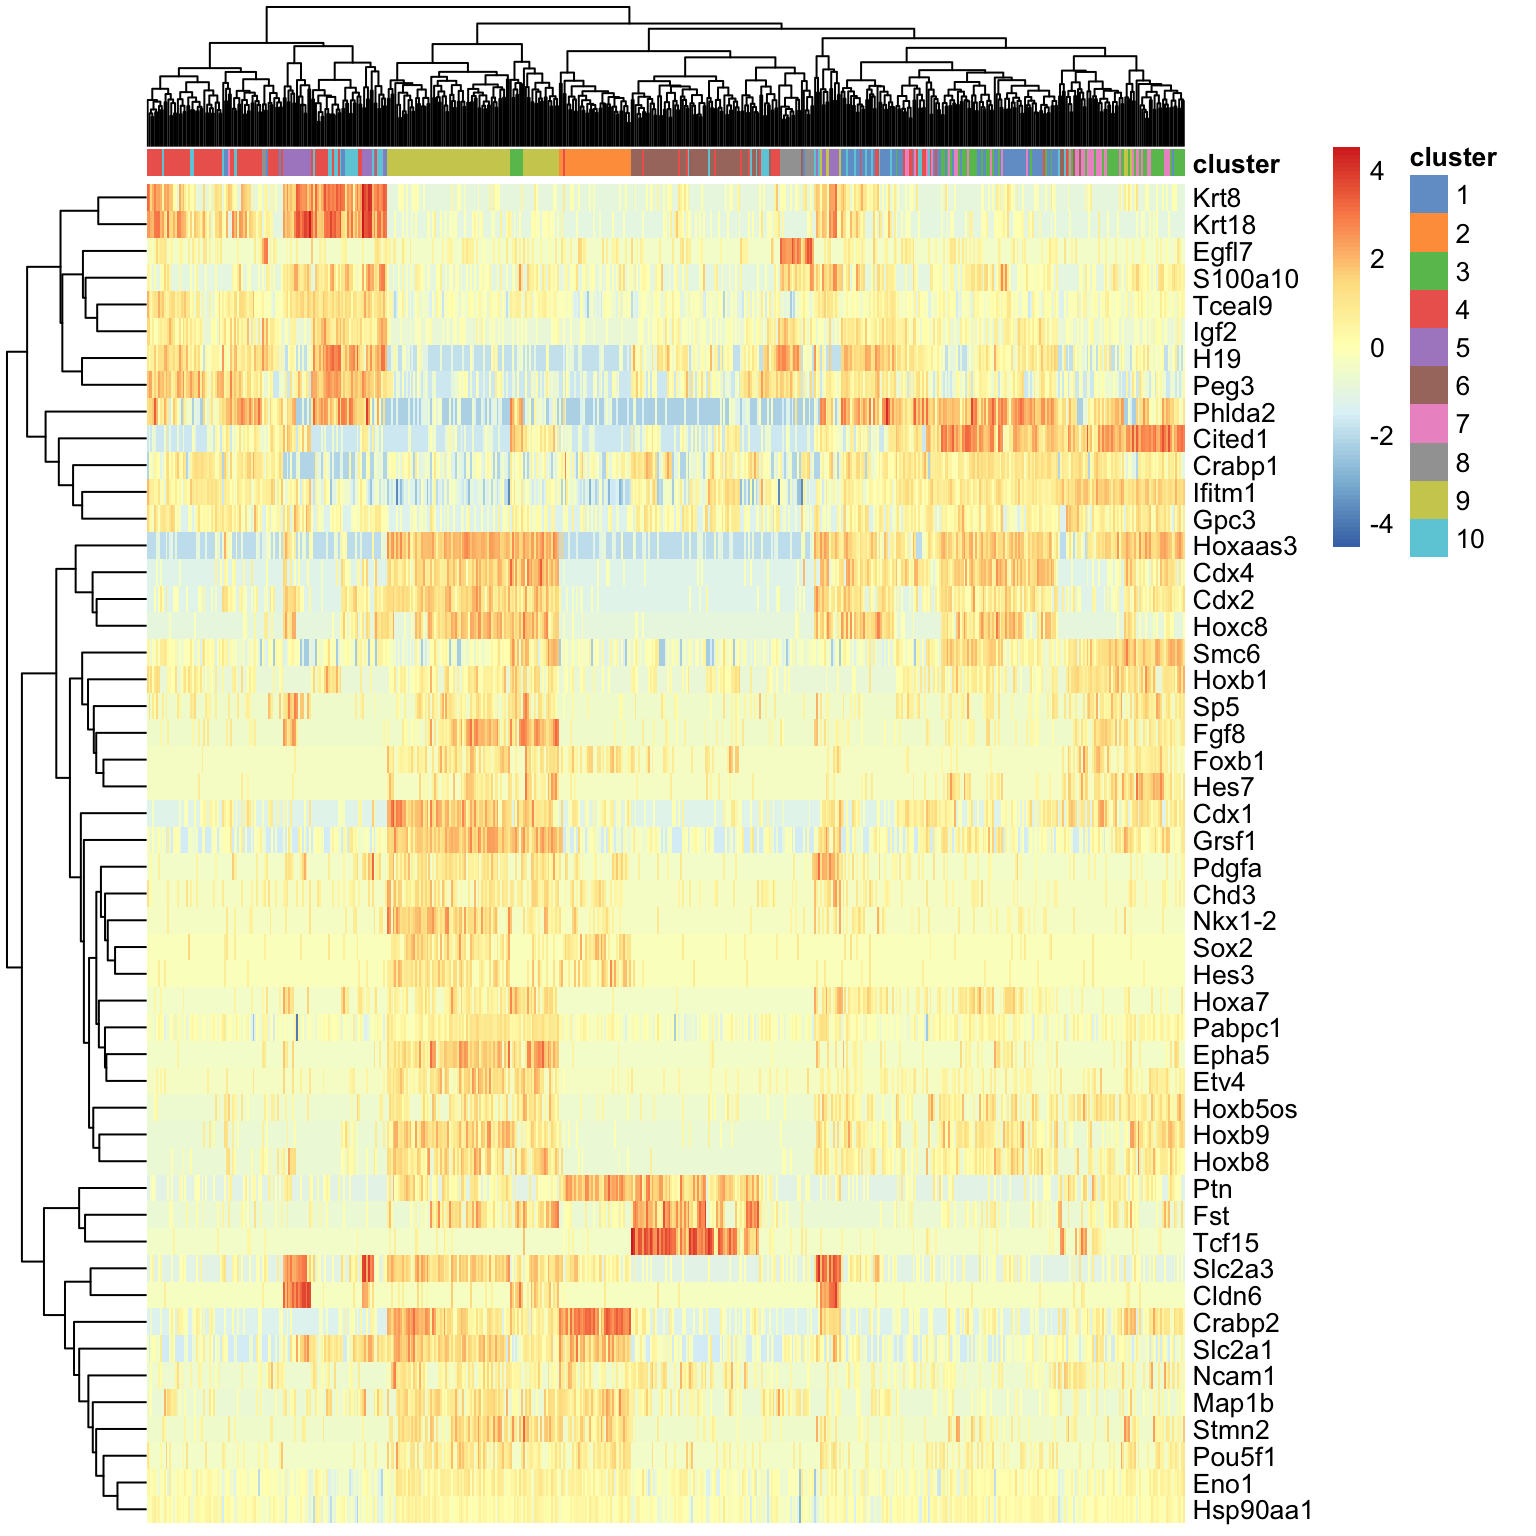 cluster
Krt8
Krt18
Egfl7
S100a10
Tceal9
Igf2
H19
Peg3
Phlda2
Cited1
Crabp1
Ifitm1
Gpc3
Hoxaas3
Cdx4
Cdx2
Hoxc8
Smc6
Hoxb1
Sp5
Fgf8
Foxb1
Hes7
Cdx1
Grsf1
Pdgfa
Chd3
Nkx1-2
Sox2
Hes3
Hoxa7
Pabpc1
Epha5
Etv4
Hoxb5os
Hoxb9
Hoxb8
Ptn
Fst
Tcf15
Slc2a3
Cldn6
Crabp2
Slc2a1
Ncam1
Map1b
Stmn2
Pou5f1
Eno1
Hsp90aa1
4
2
0
-2
-4
cluster
1
2
3
4
5
6
7
8
9
10